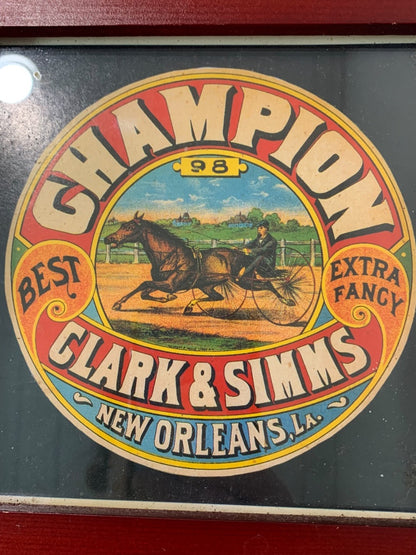 CHAMPION
98
BEST
EXTRA
FANCY
CLARK & SIMMS
NEW ORLEANS, LA.